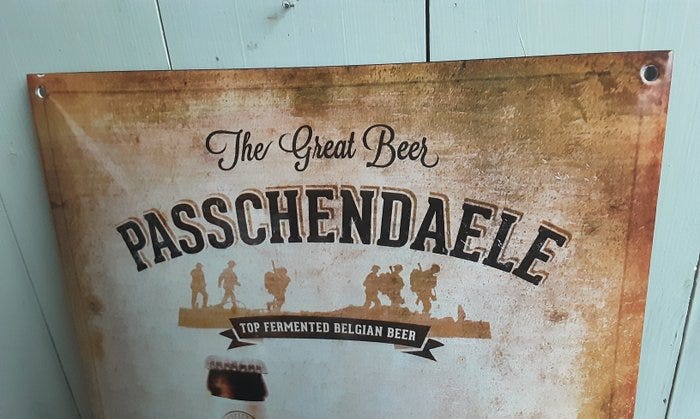 The Great Beer
PASSCHENDAELE
TOP FERMENTED BELGIAN BEER